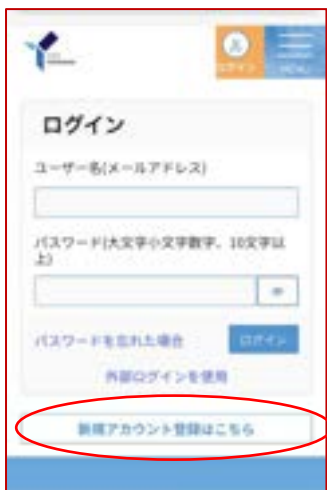 ログイン
MENU
ログイン
ユーザー名(メールアドレス)
パスワード(大文字小文字数字、10文字以
上)
パスワードを忘れた場合
ログイン
外部ログインを使用
新規アカウント登録はこちら